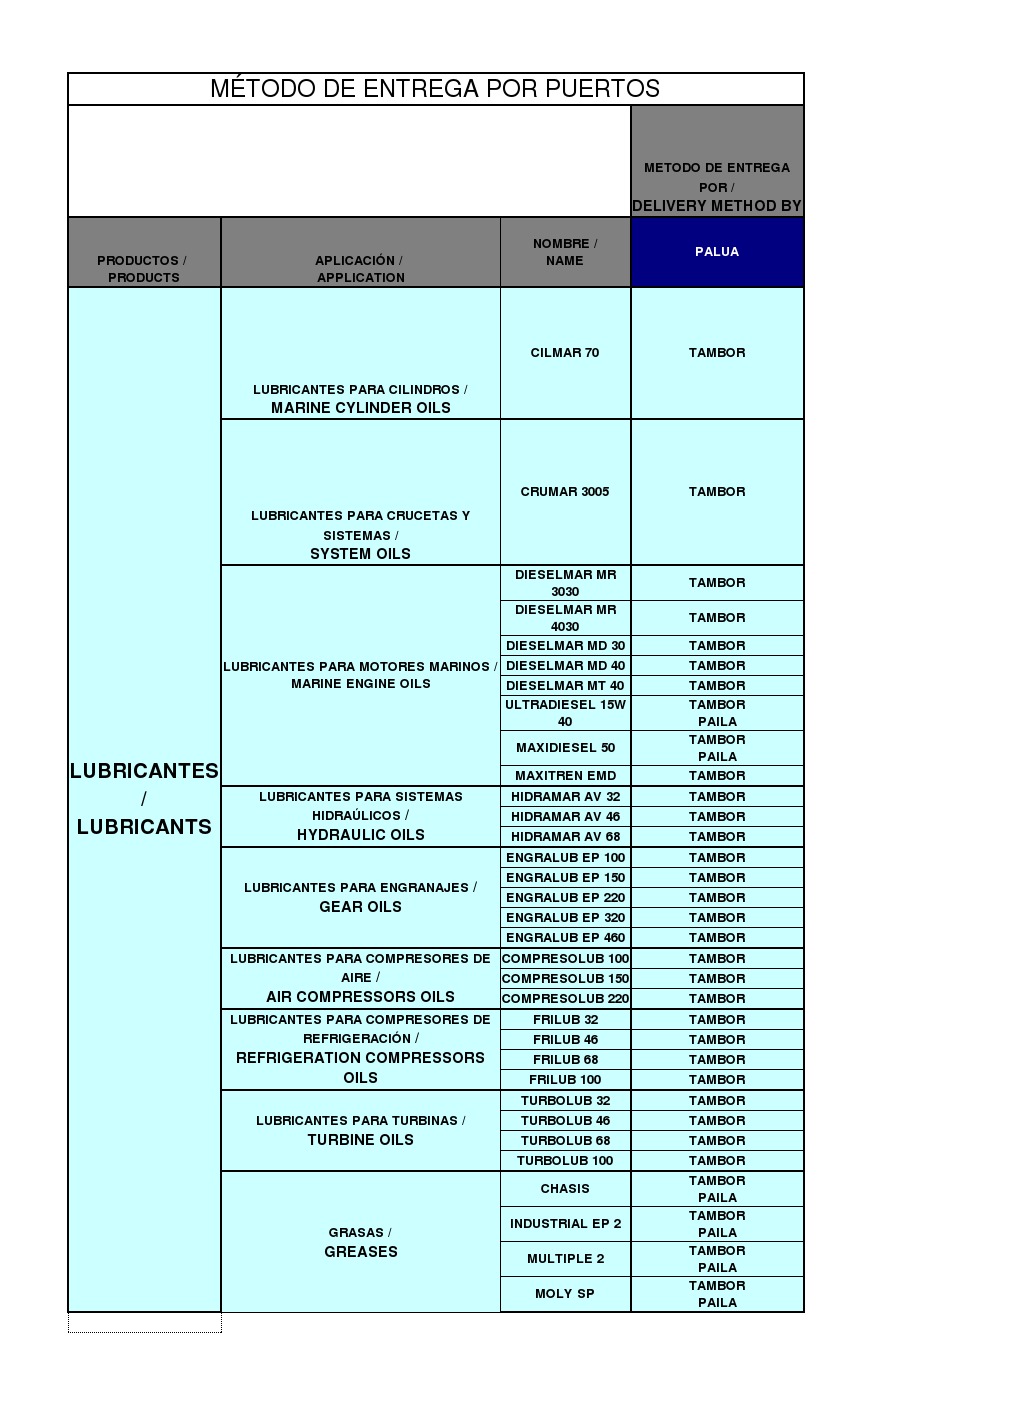 MÉTODO DE ENTREGA POR PUERTOS
METODO DE ENTREGA
POR /
DELIVERY METHOD BY
PRODUCTOS /
PRODUCTS
APLICACIÓN /
APPLICATION
NOMBRE /
NAME
PALUA
LUBRICANTES
/
LUBRICANTS
LUBRICANTES PARA CILINDROS /
MARINE CYLINDER OILS
CILMAR 70
TAMBOR
LUBRICANTES PARA CRUCETAS Y
SISTEMAS /
SYSTEM OILS
CRUMAR 3005
TAMBOR
LUBRICANTES PARA MOTORES MARINOS /
MARINE ENGINE OILS
DIESELMAR MR
3030
TAMBOR
DIESELMAR MR
4030
TAMBOR
DIESELMAR MD 30
TAMBOR
DIESELMAR MD 40
TAMBOR
DIESELMAR MT 40
TAMBOR
ULTRADIESEL 15W
40
TAMBOR
PAILA
MAXIDIESEL 50
TAMBOR
PAILA
MAXITREN EMD
TAMBOR
LUBRICANTES PARA SISTEMAS
HIDRAÚLICOS /
HYDRAULIC OILS
HIDRAMAR AV 32
TAMBOR
HIDRAMAR AV 46
TAMBOR
HIDRAMAR AV 68
TAMBOR
LUBRICANTES PARA ENGRANAJES /
GEAR OILS
ENGRALUB EP 100
TAMBOR
ENGRALUB EP 150
TAMBOR
ENGRALUB EP 220
TAMBOR
ENGRALUB EP 320
TAMBOR
ENGRALUB EP 460
TAMBOR
LUBRICANTES PARA COMPRESORES DE
AIRE /
AIR COMPRESSORS OILS
COMPRESOLUB 100
TAMBOR
COMPRESOLUB 150
TAMBOR
COMPRESOLUB 220
TAMBOR
LUBRICANTES PARA COMPRESORES DE
REFRIGERACIÓN /
REFRIGERATION COMPRESSORS
OILS
FRILUB 32
TAMBOR
FRILUB 46
TAMBOR
FRILUB 68
TAMBOR
FRILUB 100
TAMBOR
LUBRICANTES PARA TURBINAS /
TURBINE OILS
TURBOLUB 32
TAMBOR
TURBOLUB 46
TAMBOR
TURBOLUB 68
TAMBOR
TURBOLUB 100
TAMBOR
GRASAS /
GREASES
CHASIS
TAMBOR
PAILA
INDUSTRIAL EP 2
TAMBOR
PAILA
MULTIPLE 2
TAMBOR
PAILA
MOLY SP
TAMBOR
PAILA